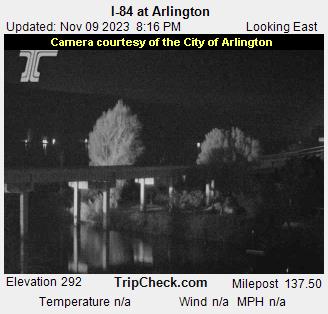 I-84 at Arlington
Updated: Nov 09 2023 8:16 PM Looking East
Camera courtesy of the City of Arlington
Elevation 292 TripCheck.com Milepost 137.50
Temperature n/a Wind n/a MPH n/a